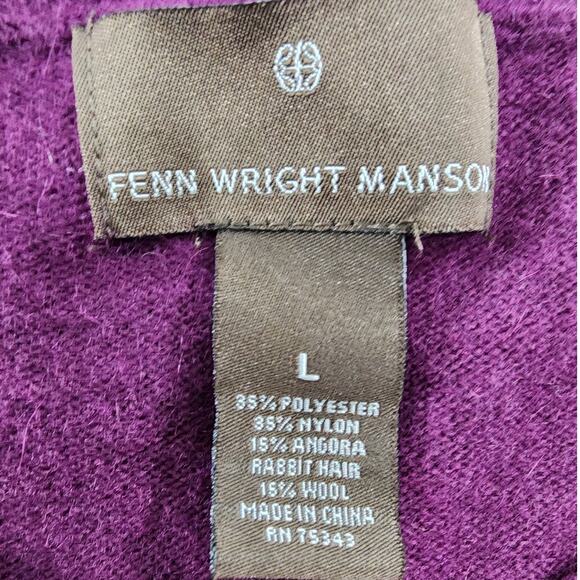 FENN WRIGHT MANSON
L
35% POLYESTER
35% NYLON
15% ANGORA
RABBIT HAIR
15% WOOL
MADE IN CHINA
RN 75343